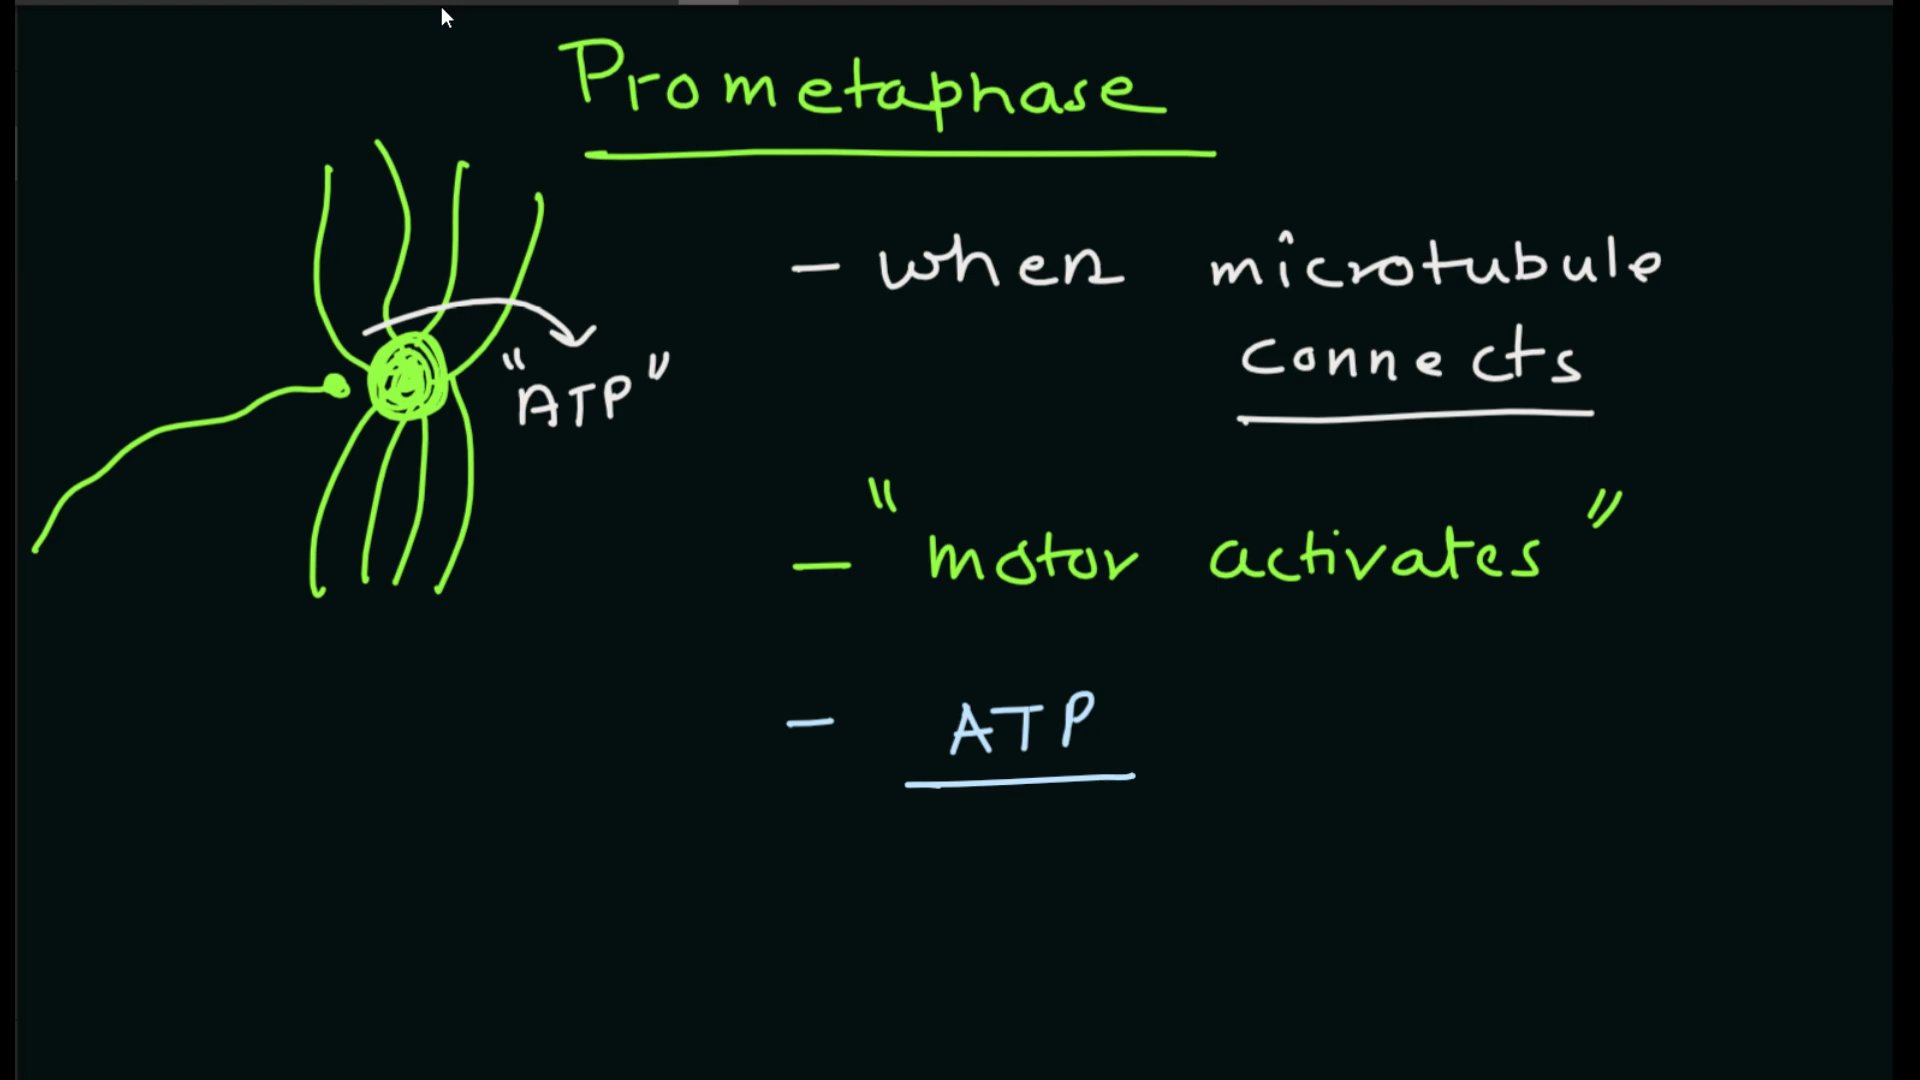 Prometaphase
- when microtubule
connects
"ATP"
- "motor activates"
- ATP